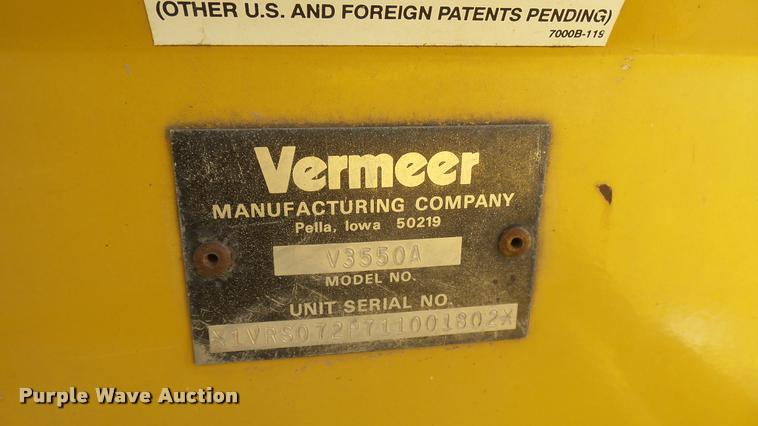 (OTHER U.S. AND FOREIGN PATENTS PENDING)
7000B-119
Vermeer
MANUFACTURING COMPANY
Pella, Iowa 50219
V3550A
MODEL NO.
UNIT SERIAL NO.
*1VRS072P711001802*
Purple Wave Auction